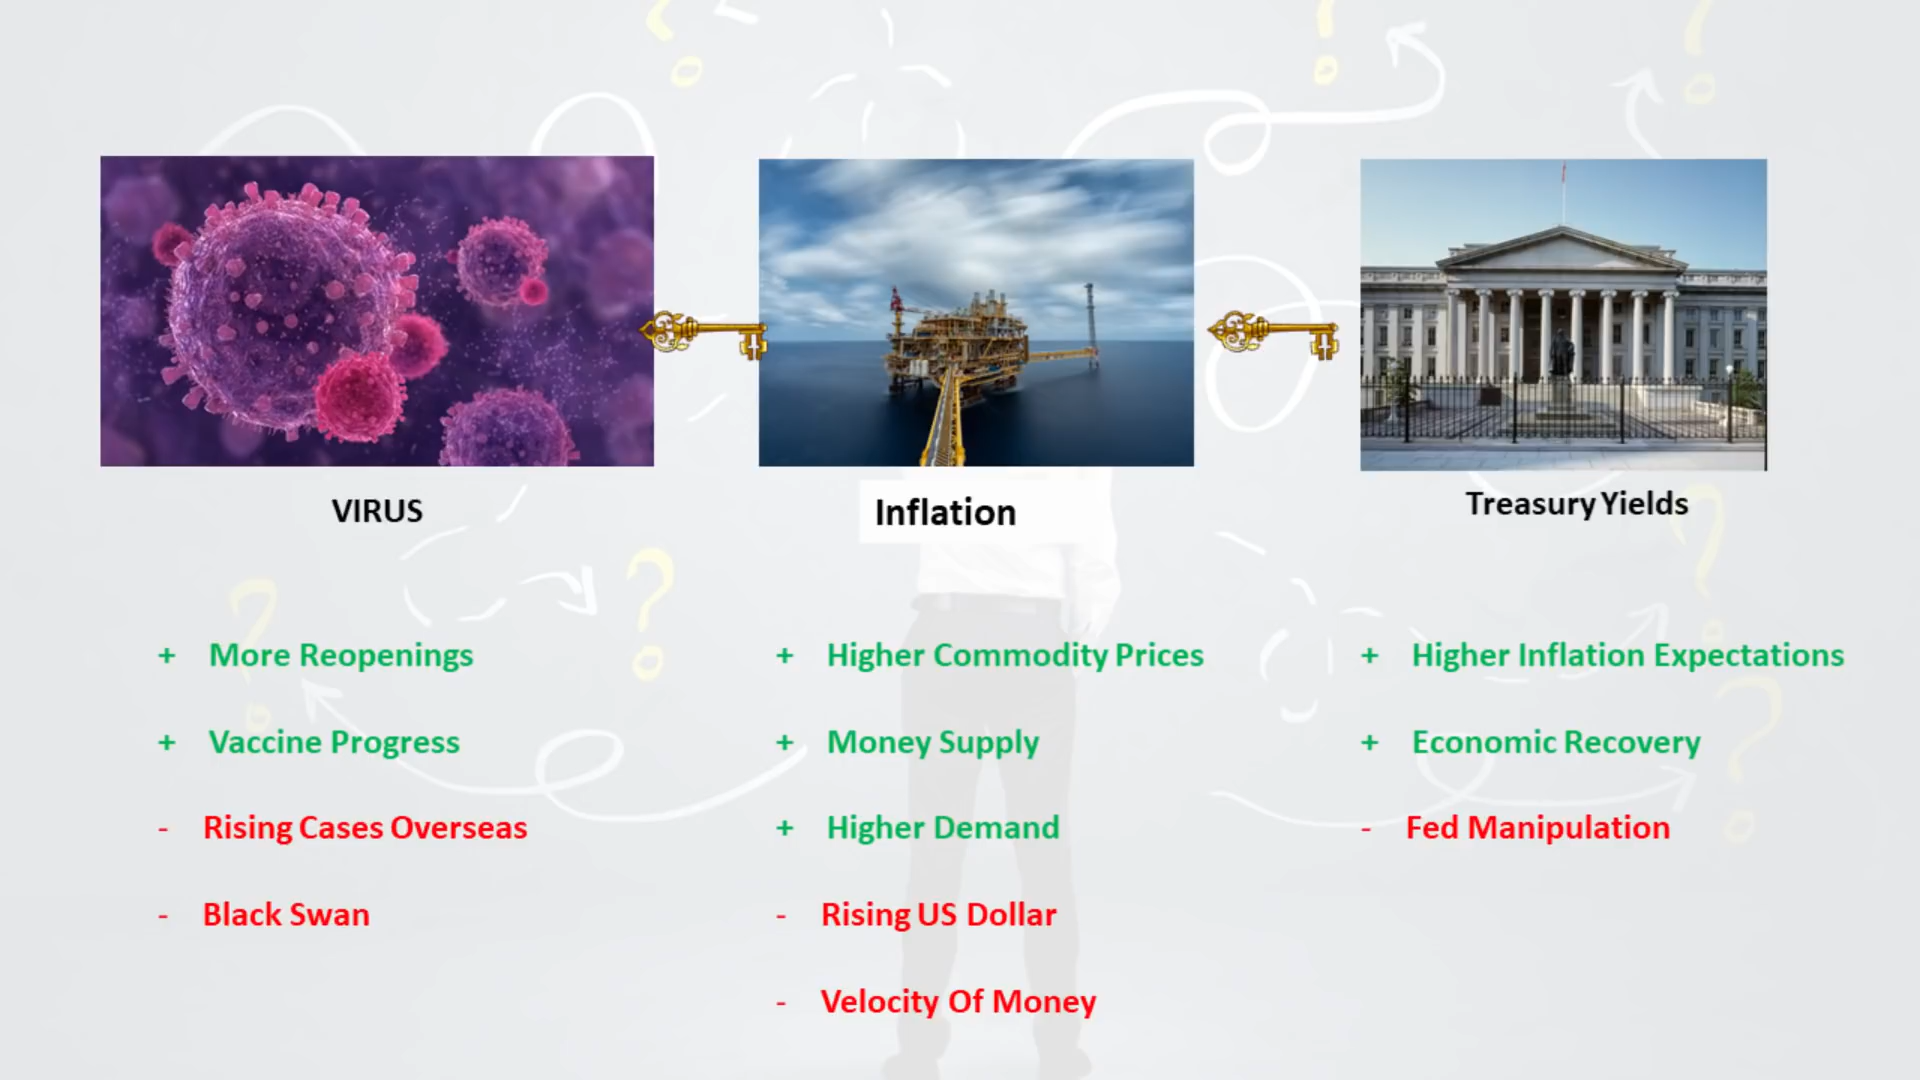 VIRUS
Inflation
Treasury Yields
+ More Reopenings
+ Vaccine Progress
- Rising Cases Overseas
- Black Swan
+ Higher Commodity Prices
+ Money Supply
+ Higher Demand
- Rising US Dollar
- Velocity Of Money
+ Higher Inflation Expectations
+ Economic Recovery
- Fed Manipulation